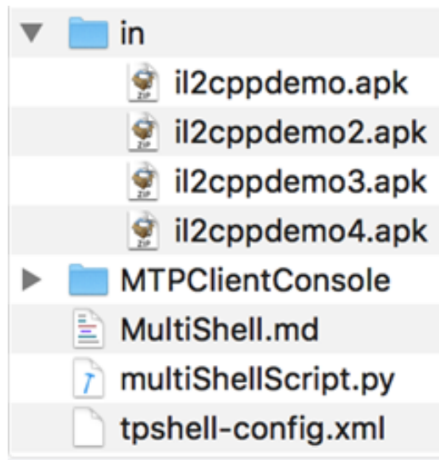 in
il2cppdemo.apk
il2cppdemo2.apk
il2cppdemo3.apk
il2cppdemo4.apk
MTPClientConsole
MultiShell.md
multiShellScript.py
tpshell-config.xml